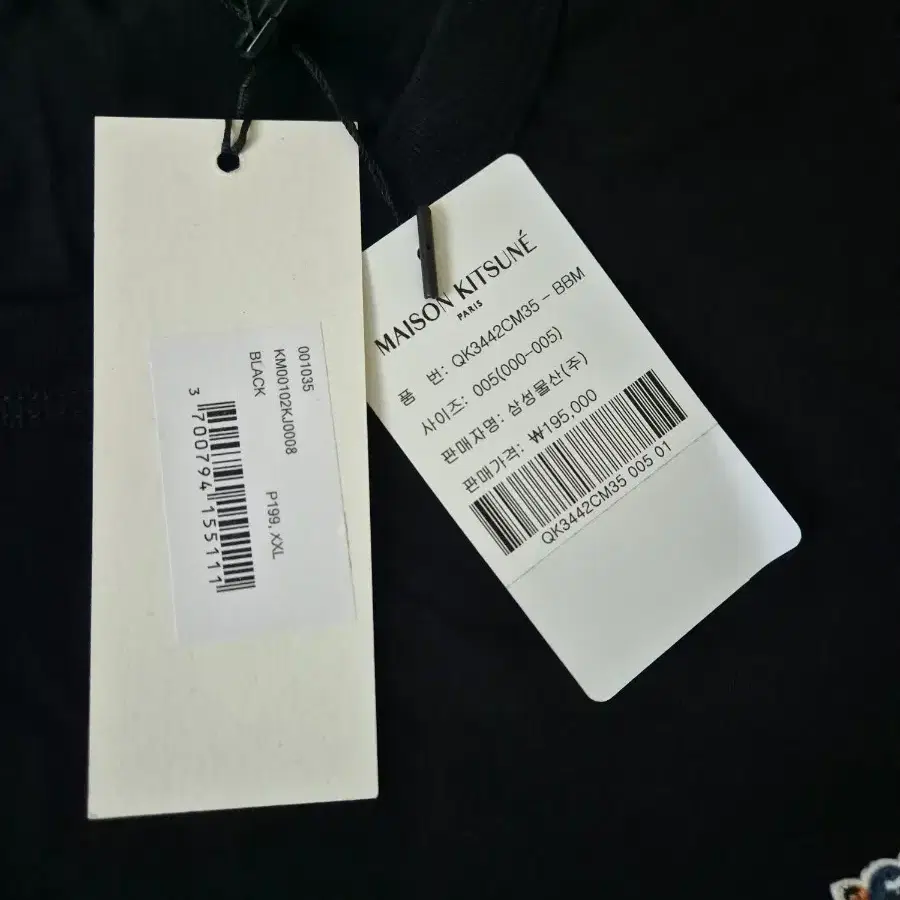 001035
KM00102KJ0008
BLACK
P199, XXL
3 700794 155111
MAISON KITSUNÉ
PARIS
품 번: QK3442CM35 - BBM
사이즈: 005(000-005)
판매자명: 삼성물산(주)
판매가격: ₩195,000
QK3442CM35 005 01